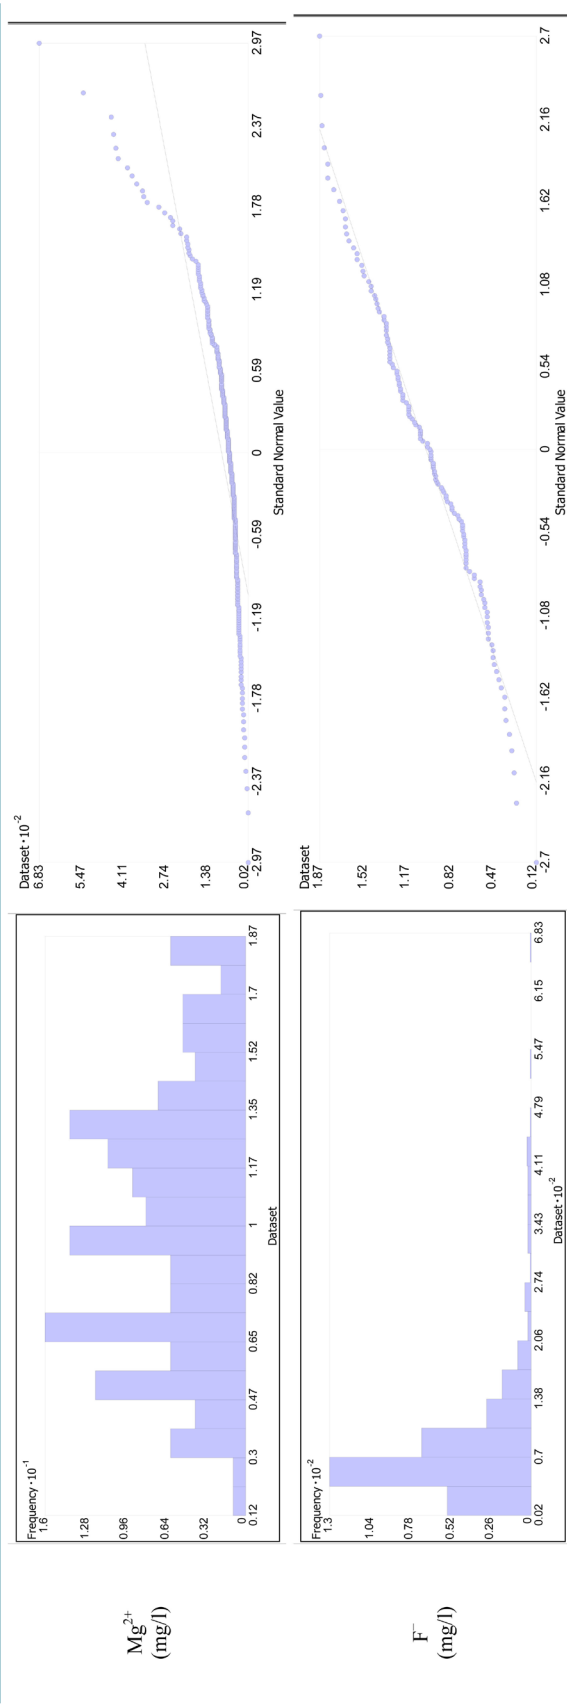 Mg²⁺
(mg/l)
Frequency · 10⁻¹
1.6
1.28
0.96
0.64
0.32
0
0.12 0.3 0.47 0.65 0.82 1 1.17 1.35 1.52 1.7 1.87
Dataset
Dataset · 10⁻²
6.83
5.47
4.11
2.74
1.38
0.02
-2.97 -2.37 -1.78 -1.19 -0.59 0 0.59 1.19 1.78 2.37 2.97
Standard Normal Value
F⁻
(mg/l)
Frequency · 10⁻²
1.3
1.04
0.78
0.52
0.26
0
0.02 0.7 1.38 2.06 2.74 3.43 4.11 4.79 5.47 6.15 6.83
Dataset · 10⁻²
Dataset
1.87
1.52
1.17
0.82
0.47
0.12
-2.7 -2.16 -1.62 -1.08 -0.54 0 0.54 1.08 1.62 2.16 2.7
Standard Normal Value